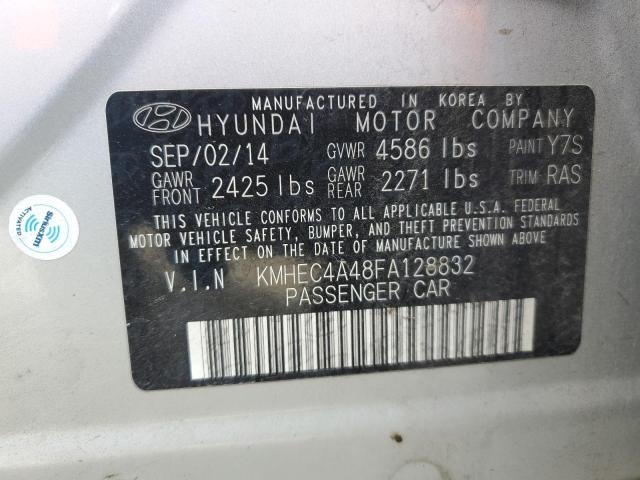 MANUFACTURED IN KOREA BY
HYUNDAI MOTOR COMPANY
SEP/02/14 GVWR 4586 lbs PAINT Y7S
GAWR FRONT 2425 lbs GAWR REAR 2271 lbs TRIM RAS
THIS VEHICLE CONFORMS TO ALL APPLICABLE U.S.A. FEDERAL
MOTOR VEHICLE SAFETY, BUMPER, AND THEFT PREVENTION STANDARDS
IN EFFECT ON THE DATE OF MANUFACTURE SHOWN ABOVE
V.I.N KMHEC4A48FA128832
PASSENGER CAR
SiriusXM
ACTIVATED